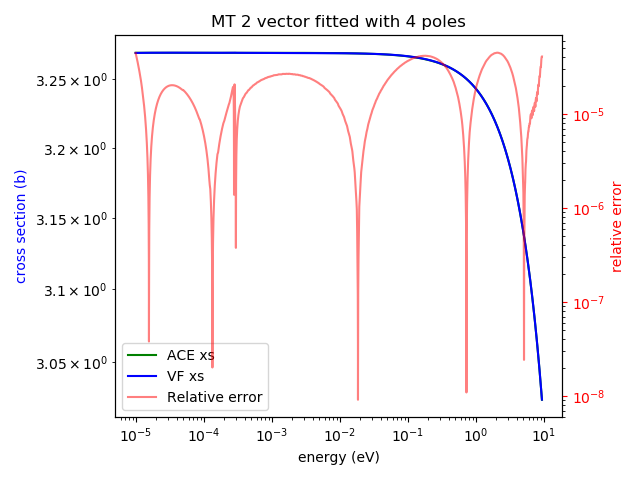 MT 2 vector fitted with 4 poles
cross section (b)
3.25 × 10⁰
3.2 × 10⁰
3.15 × 10⁰
3.1 × 10⁰
3.05 × 10⁰
10⁻⁵
10⁻⁶
10⁻⁷
10⁻⁸
relative error
ACE xs
VF xs
Relative error
10⁻⁵ 10⁻⁴ 10⁻³ 10⁻² 10⁻¹ 10⁰ 10¹
energy (eV)